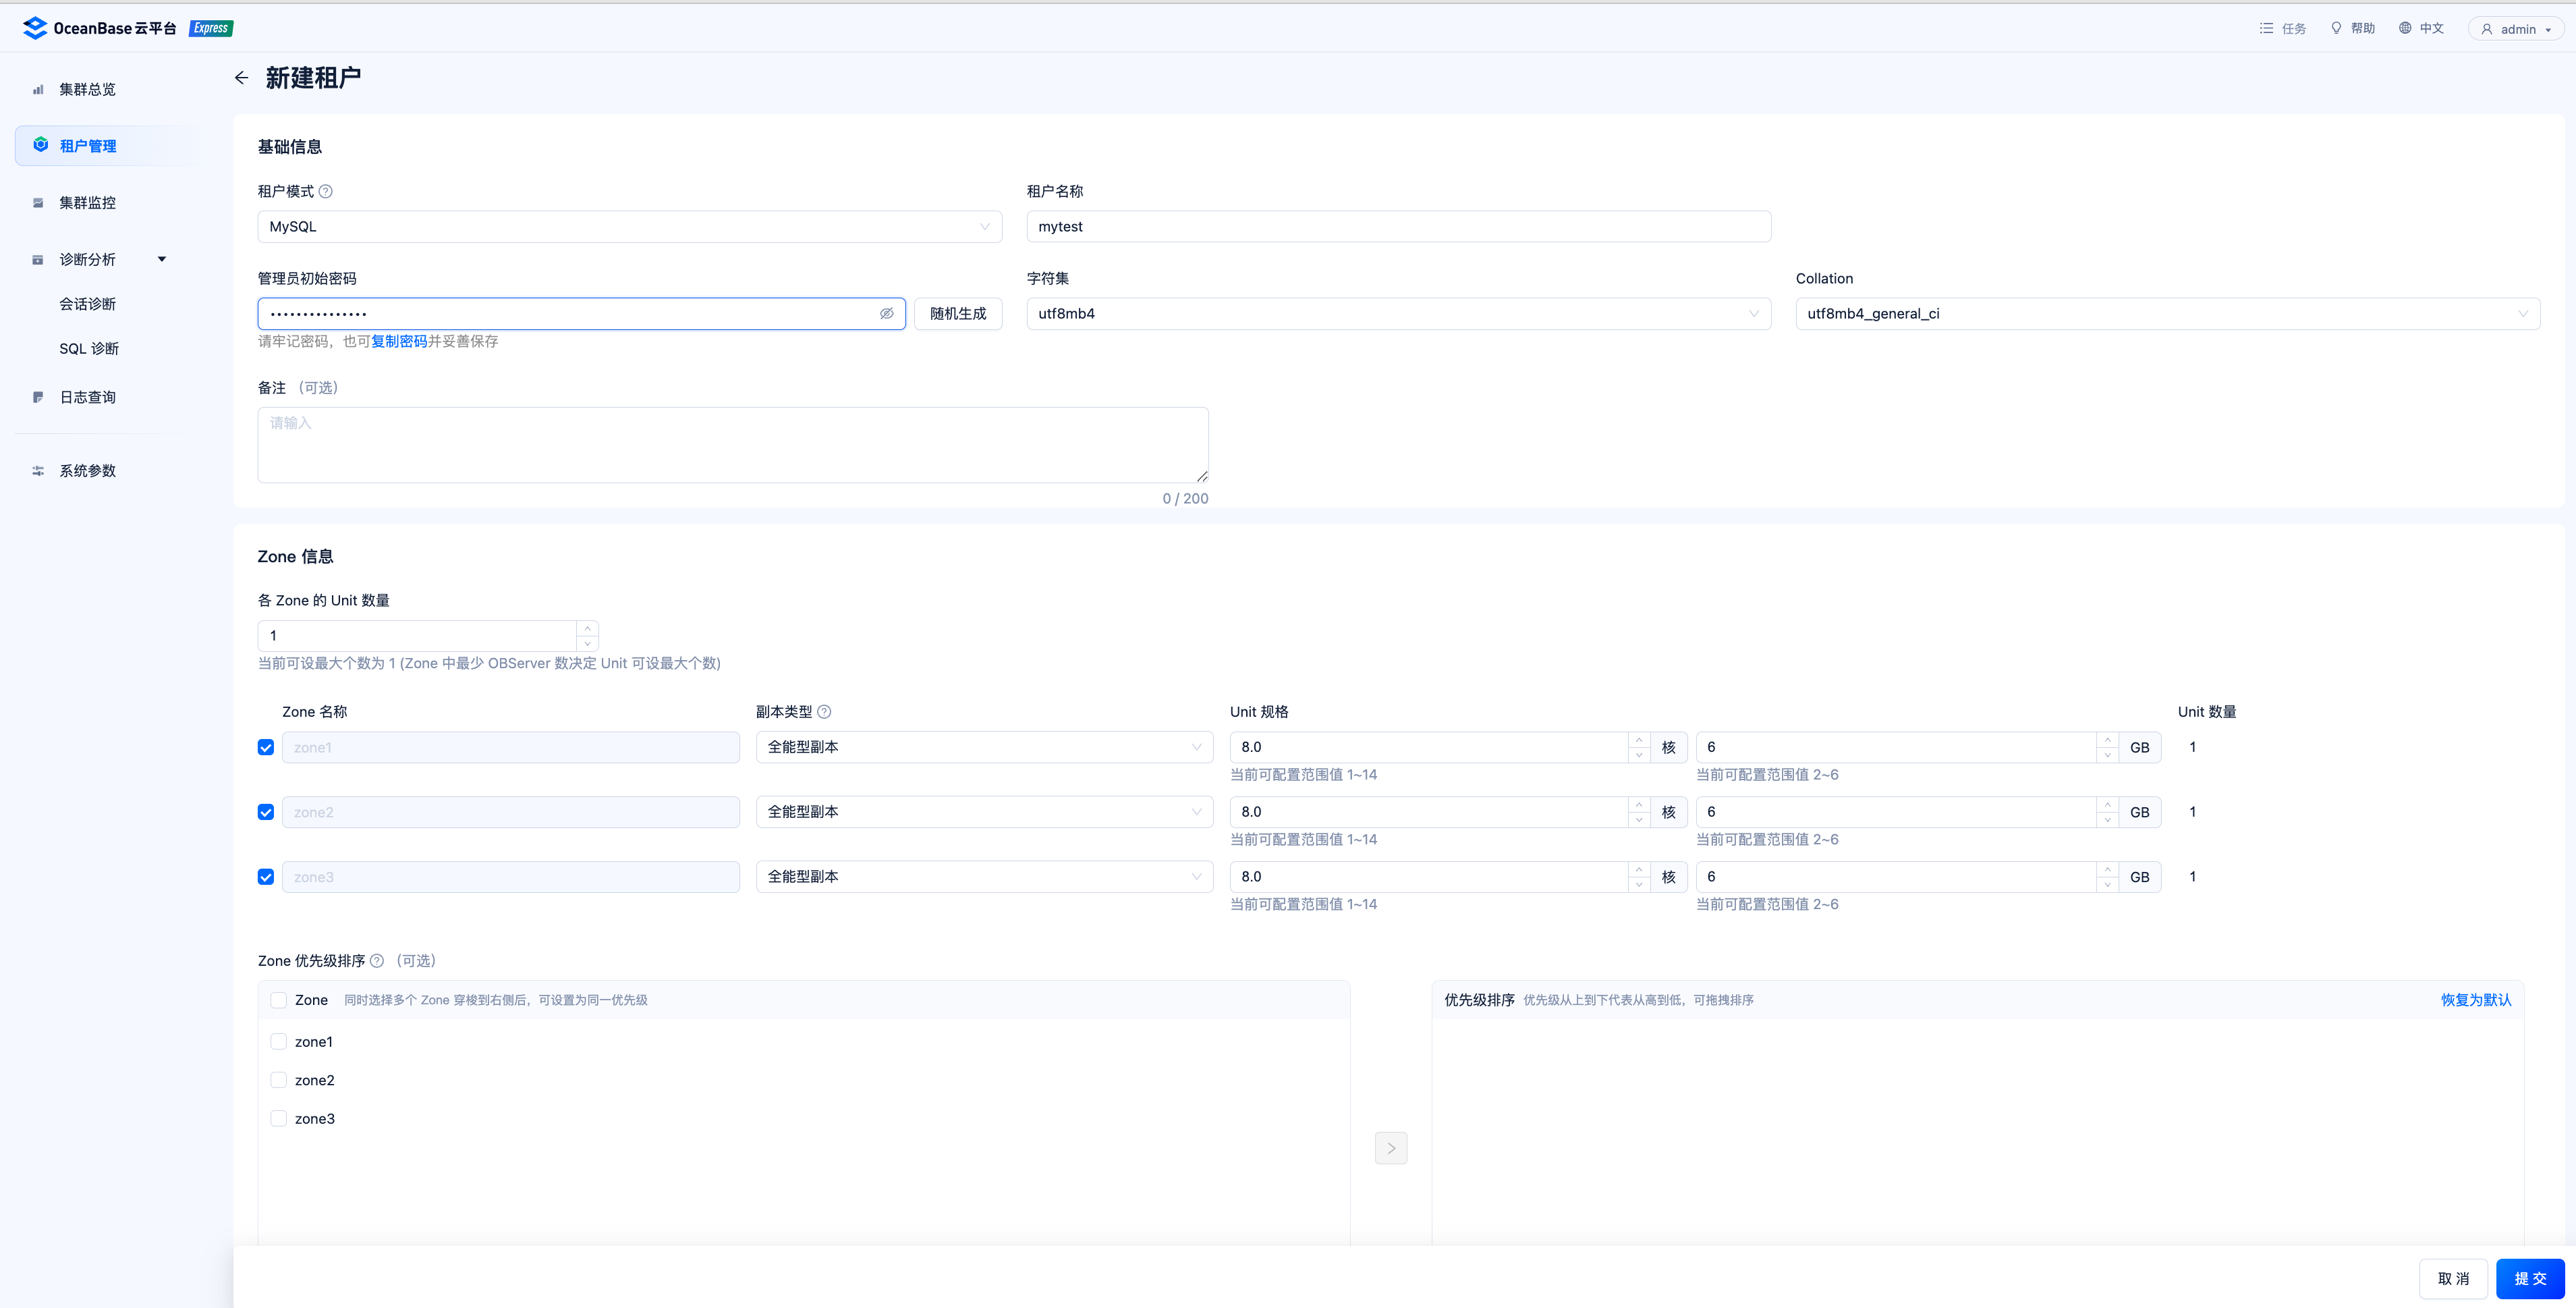 OceanBase 云平台 Express
任务 帮助 中文 admin
集群总览
租户管理
集群监控
诊断分析
会话诊断
SQL 诊断
日志查询
系统参数
新建租户
基础信息
租户模式 租户名称
MySQL mytest
管理员初始密码 字符集 Collation
••••••••••••••• 随机生成 utf8mb4 utf8mb4_general_ci
请牢记密码，也可复制密码并妥善保存
备注 （可选）
请输入
0 / 200
Zone 信息
各 Zone 的 Unit 数量
1
当前可设最大个数为 1 (Zone 中最少 OBServer 数决定 Unit 可设最大个数)
Zone 名称 副本类型 Unit 规格 Unit 数量
zone1 全能型副本 8.0 核 6 GB 1
当前可配置范围值 1~14 当前可配置范围值 2~6
zone2 全能型副本 8.0 核 6 GB 1
当前可配置范围值 1~14 当前可配置范围值 2~6
zone3 全能型副本 8.0 核 6 GB 1
当前可配置范围值 1~14 当前可配置范围值 2~6
Zone 优先级排序 （可选）
Zone 同时选择多个 Zone 穿梭到右侧后，可设置为同一优先级
zone1
zone2
zone3
优先级排序 优先级从上到下代表从高到低，可拖拽排序 恢复为默认
取 消 提 交